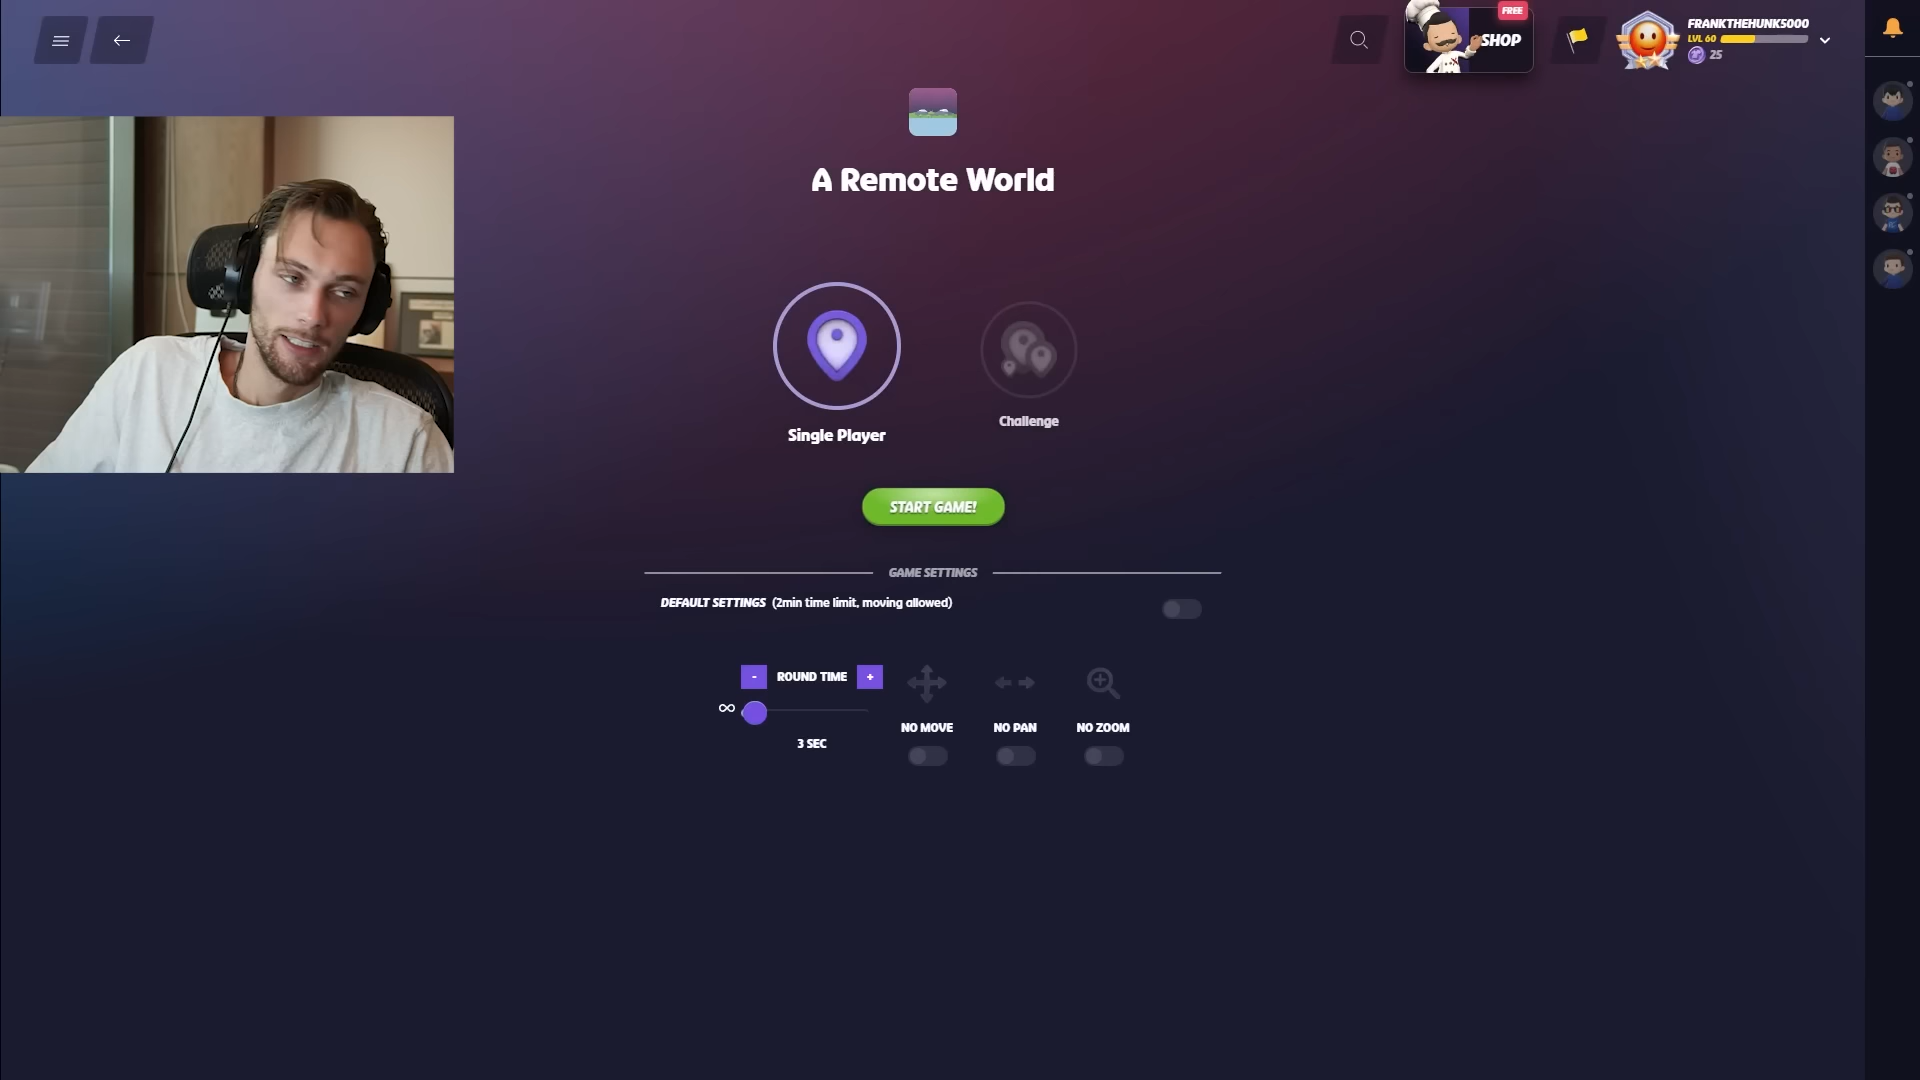 FREE
SHOP
FRANKTHEHUNK5000
LVL 60
25
A Remote World
Single Player
Challenge
START GAME!
GAME SETTINGS
DEFAULT SETTINGS (2min time limit, moving allowed)
- ROUND TIME +
∞
3 SEC
NO MOVE
NO PAN
NO ZOOM